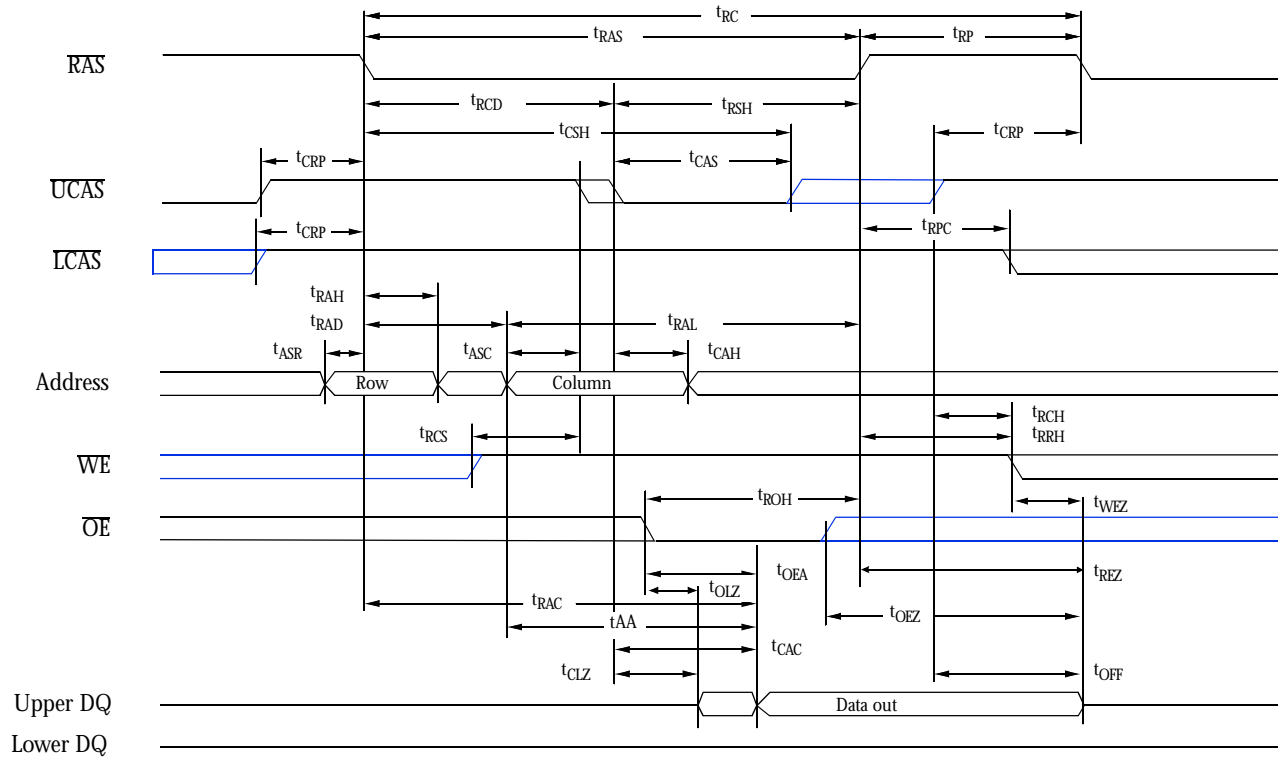 tRC
tRAS tRP
RAS
tRCD tRSH
tCSH tCRP
tCRP tCAS
UCAS
tCRP tRPC
LCAS
tRAH
tRAD tRAL
tASR tASC tCAH
Address Row Column
tRCH
tRCS tRRH
WE
tROH tWEZ
OE
tOEA tREZ
tOLZ
tRAC tOEZ
tAA
tCAC
tCLZ tOFF
Upper DQ Data out
Lower DQ